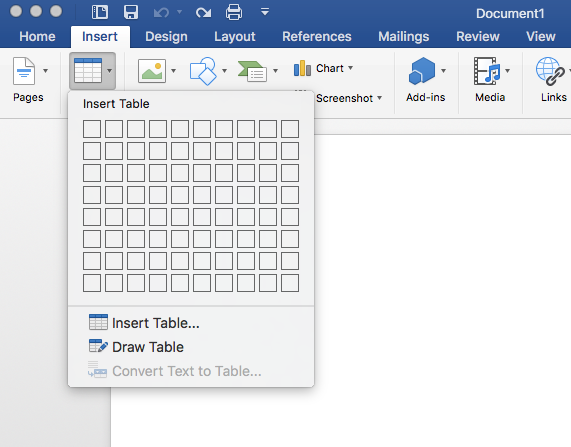 Document1
Home Insert Design Layout References Mailings Review View
Pages
Chart
Screenshot
Add-ins
Media
Links
Insert Table
Insert Table...
Draw Table
Convert Text to Table...